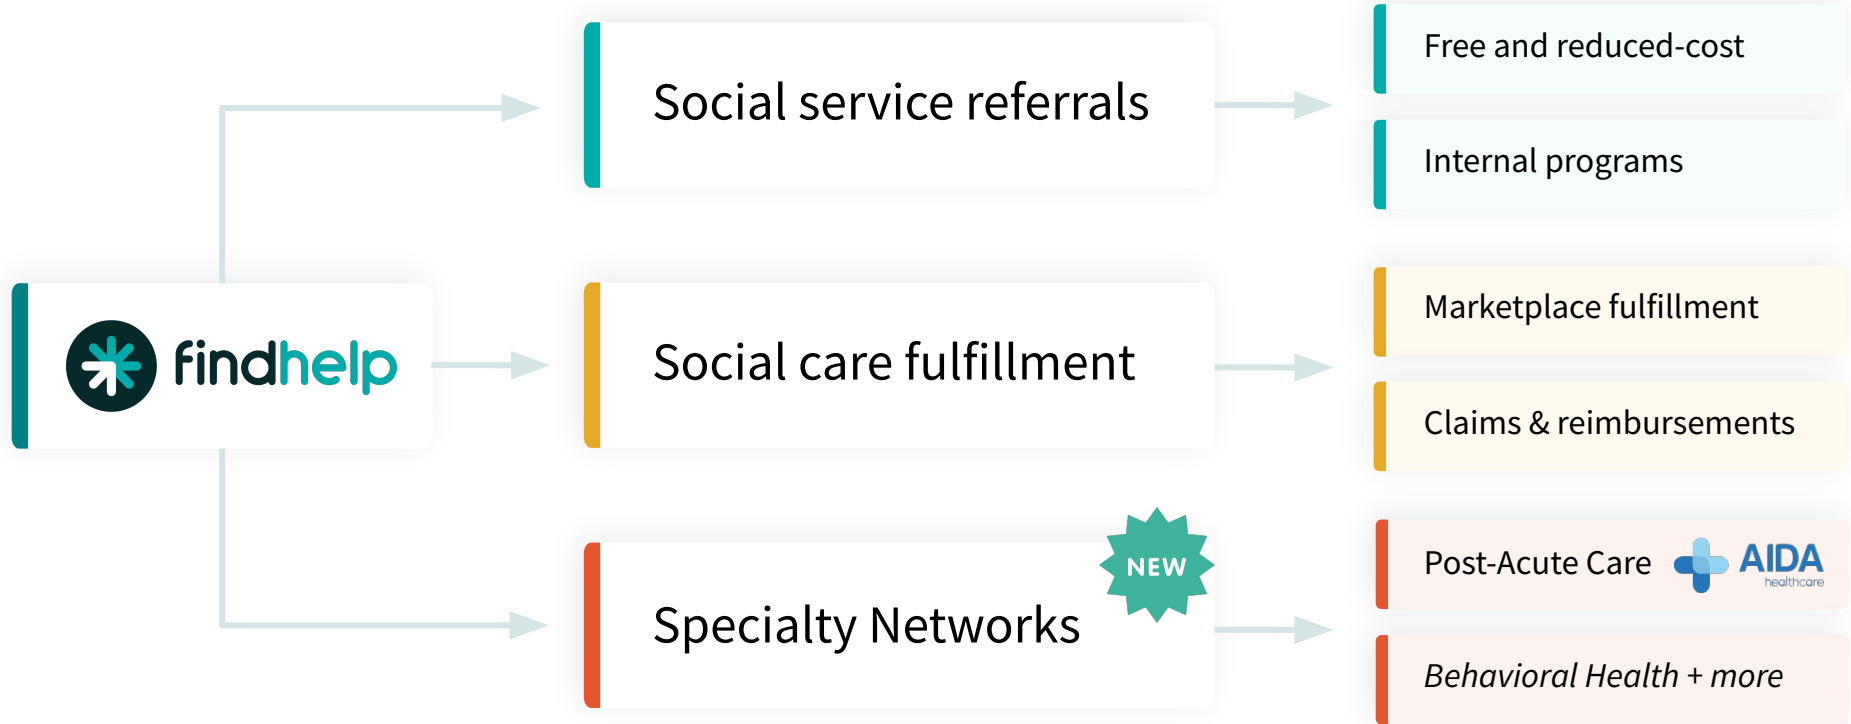 findhelp
Social service referrals
Free and reduced-cost
Internal programs
Social care fulfillment
Marketplace fulfillment
Claims & reimbursements
NEW
Specialty Networks
Post-Acute Care
AIDA
healthcare
Behavioral Health + more